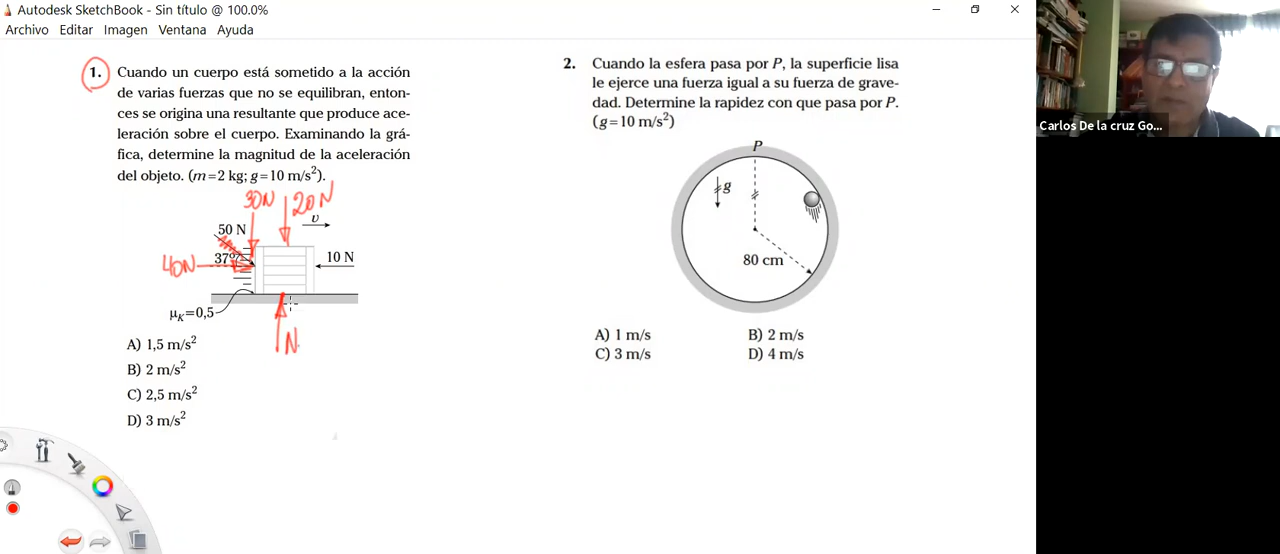 Autodesk SketchBook - Sin título @ 100.0%
Archivo Editar Imagen Ventana Ayuda
1. Cuando un cuerpo está sometido a la acción
de varias fuerzas que no se equilibran, enton-
ces se origina una resultante que produce ace-
leración sobre el cuerpo. Examinando la grá-
fica, determine la magnitud de la aceleración
del objeto. (m=2 kg; g=10 m/s²).
30N 20N
50 N
υ
37°
40N
10 N
μK=0,5
N
A) 1,5 m/s²
B) 2 m/s²
C) 2,5 m/s²
D) 3 m/s²
2. Cuando la esfera pasa por P, la superficie lisa
le ejerce una fuerza igual a su fuerza de grave-
dad. Determine la rapidez con que pasa por P.
(g=10 m/s²)
P
g
80 cm
A) 1 m/s B) 2 m/s
C) 3 m/s D) 4 m/s
Carlos De la cruz Go...